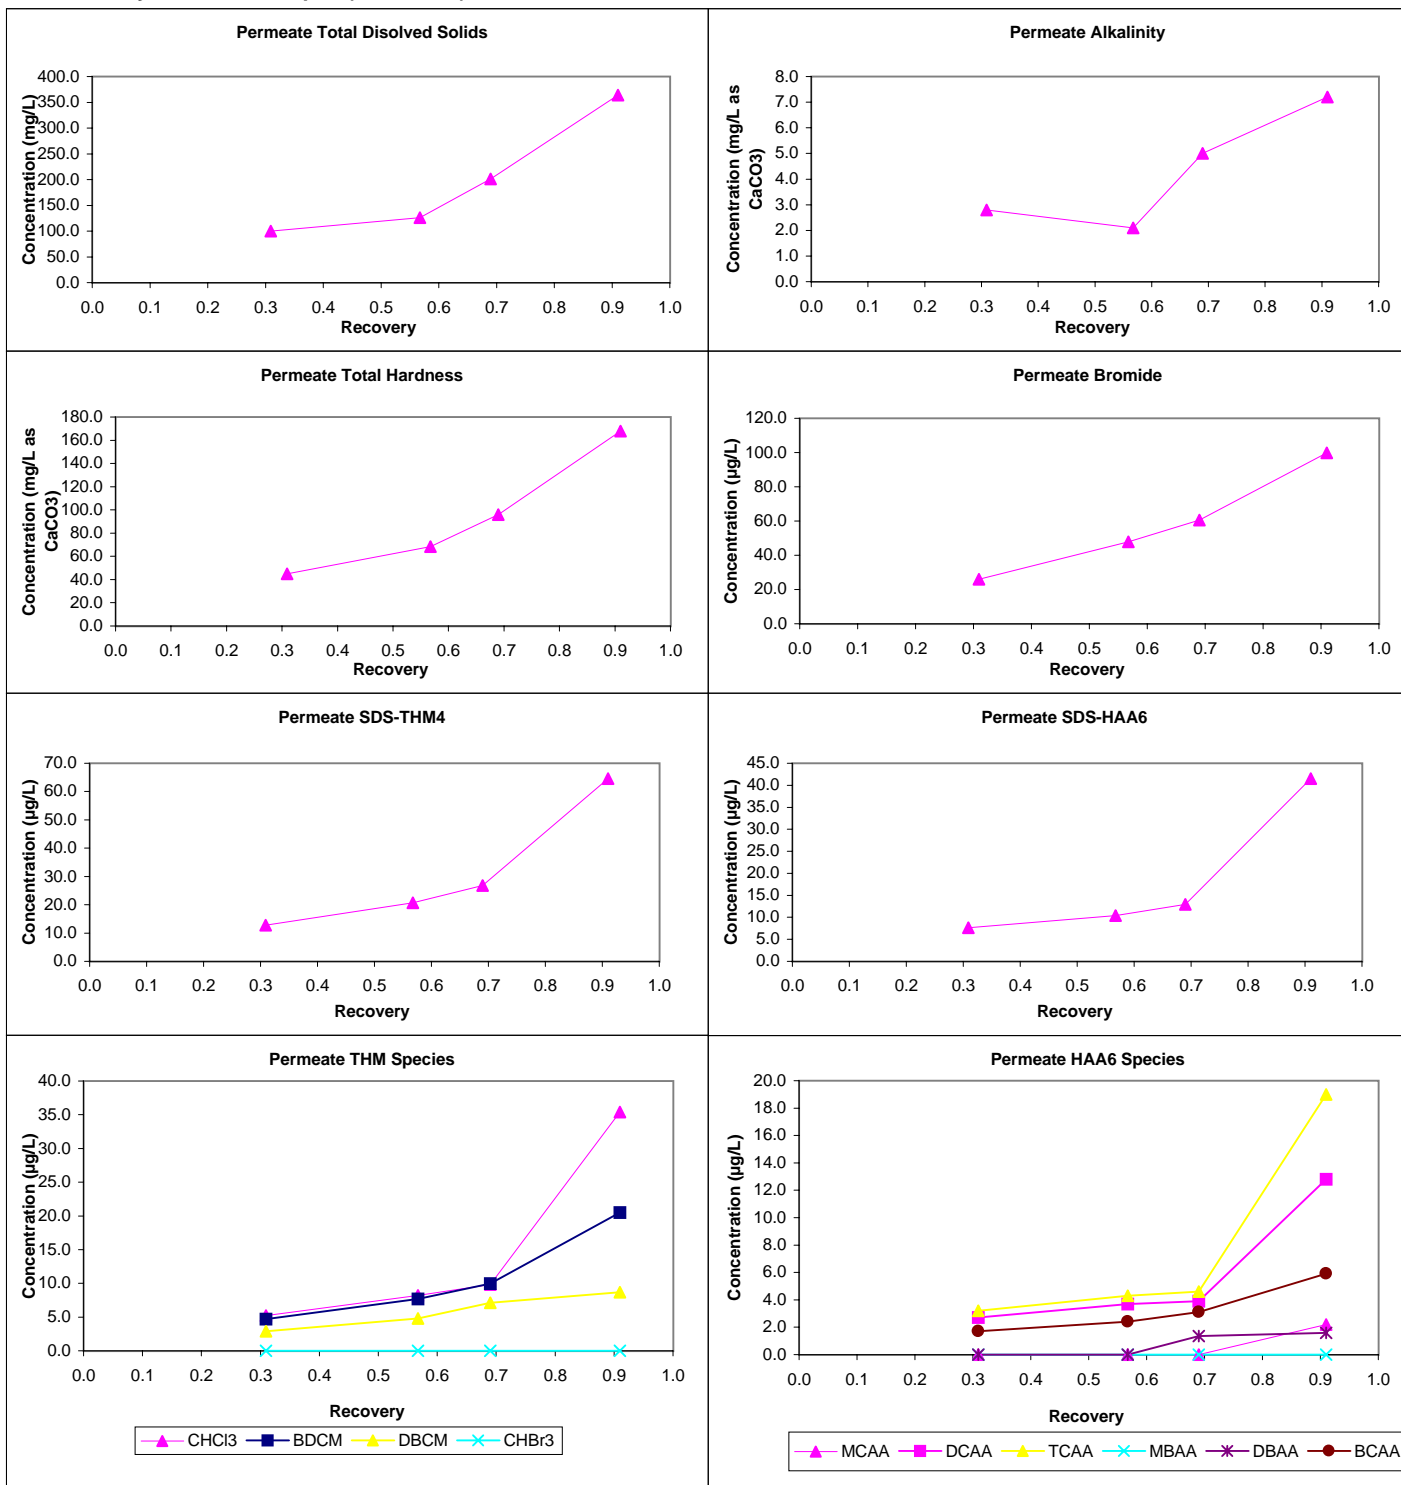 Permeate Total Disolved Solids
Concentration (mg/L)
400.0
350.0
300.0
250.0
200.0
150.0
100.0
50.0
0.0
0.0 0.1 0.2 0.3 0.4 0.5 0.6 0.7 0.8 0.9 1.0
Recovery
Permeate Alkalinity
Concentration (mg/L as
CaCO3)
8.0
7.0
6.0
5.0
4.0
3.0
2.0
1.0
0.0
0.0 0.1 0.2 0.3 0.4 0.5 0.6 0.7 0.8 0.9 1.0
Recovery
Permeate Total Hardness
Concentration (mg/L as
CaCO3)
180.0
160.0
140.0
120.0
100.0
80.0
60.0
40.0
20.0
0.0
0.0 0.1 0.2 0.3 0.4 0.5 0.6 0.7 0.8 0.9 1.0
Recovery
Permeate Bromide
Concentration (µg/L)
120.0
100.0
80.0
60.0
40.0
20.0
0.0
0.0 0.1 0.2 0.3 0.4 0.5 0.6 0.7 0.8 0.9 1.0
Recovery
Permeate SDS-THM4
Concentration (µg/L)
70.0
60.0
50.0
40.0
30.0
20.0
10.0
0.0
0.0 0.1 0.2 0.3 0.4 0.5 0.6 0.7 0.8 0.9 1.0
Recovery
Permeate SDS-HAA6
Concentration (µg/L)
45.0
40.0
35.0
30.0
25.0
20.0
15.0
10.0
5.0
0.0
0.0 0.1 0.2 0.3 0.4 0.5 0.6 0.7 0.8 0.9 1.0
Recovery
Permeate THM Species
Concentration (µg/L)
40.0
35.0
30.0
25.0
20.0
15.0
10.0
5.0
0.0
0.0 0.1 0.2 0.3 0.4 0.5 0.6 0.7 0.8 0.9 1.0
Recovery
CHCl3 BDCM DBCM CHBr3
Permeate HAA6 Species
Concentration (µg/L)
20.0
18.0
16.0
14.0
12.0
10.0
8.0
6.0
4.0
2.0
0.0
0.0 0.1 0.2 0.3 0.4 0.5 0.6 0.7 0.8 0.9 1.0
Recovery
MCAA DCAA TCAA MBAA DBAA BCAA